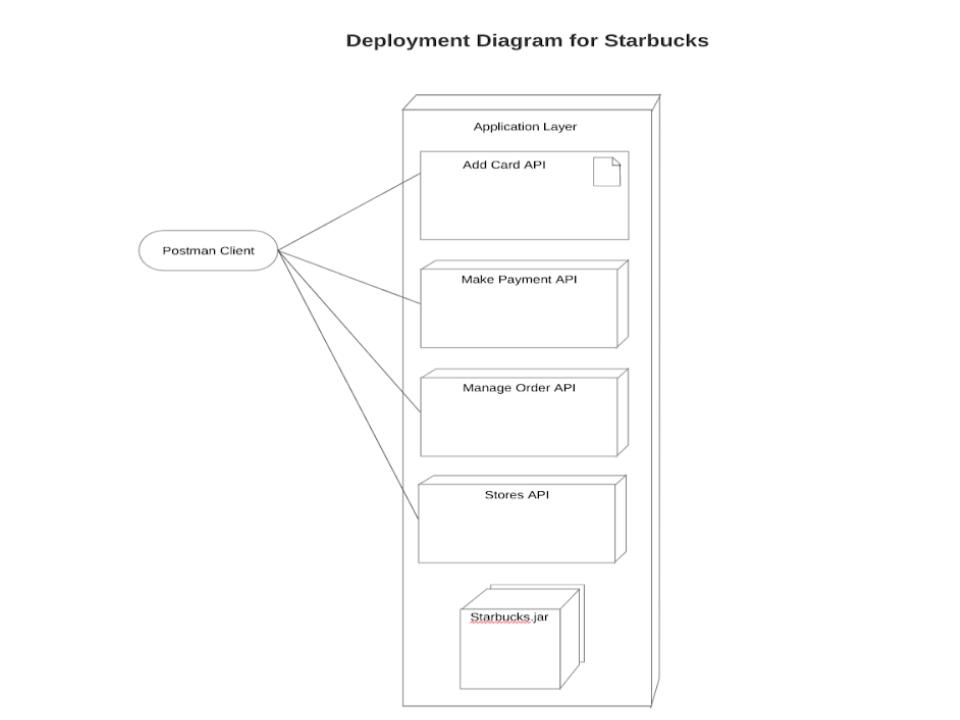 Deployment Diagram for Starbucks
Application Layer
Add Card API
Postman Client
Make Payment API
Manage Order API
Stores API
Starbucks.jar